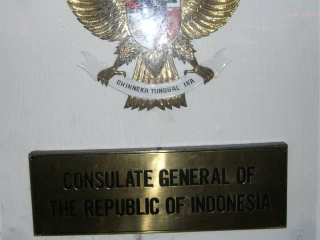 BHINNEKA TUNGGAL IKA
CONSULATE GENERAL OF
THE REPUBLIC OF INDONESIA